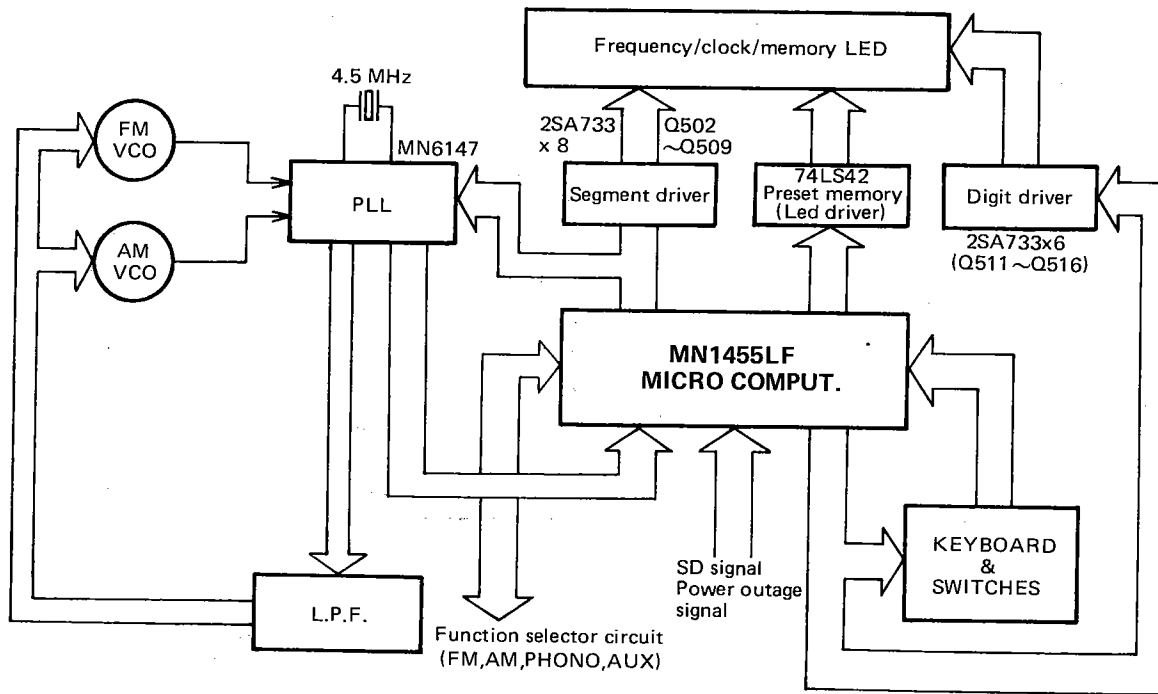 Frequency/clock/memory LED
4.5 MHz
FM
VCO
MN6147
2SA733
x 8
Q502
~Q509
PLL
Segment driver
74LS42
Preset memory
(Led driver)
Digit driver
2SA733x6
(Q511~Q516)
AM
VCO
MN1455LF
MICRO COMPUT.
SD signal
Power outage
signal
KEYBOARD
&
SWITCHES
L.P.F.
Function selector circuit
(FM,AM,PHONO,AUX)